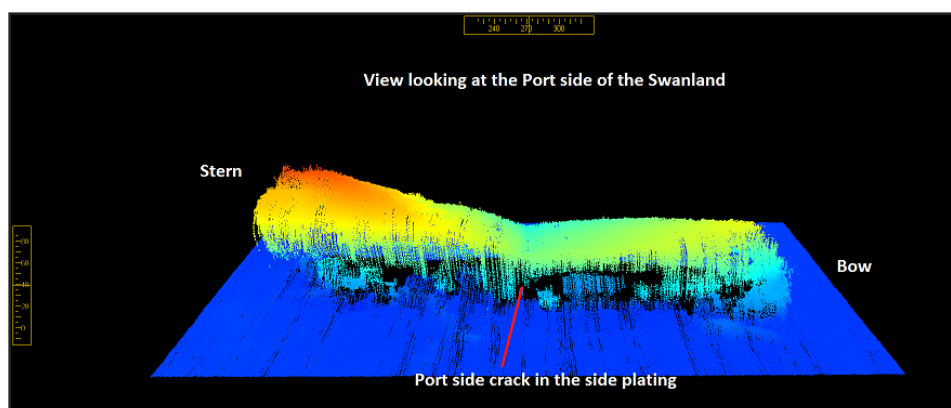 240 270 300
View looking at the Port side of the Swanland
Stern
Bow
Port side crack in the side plating